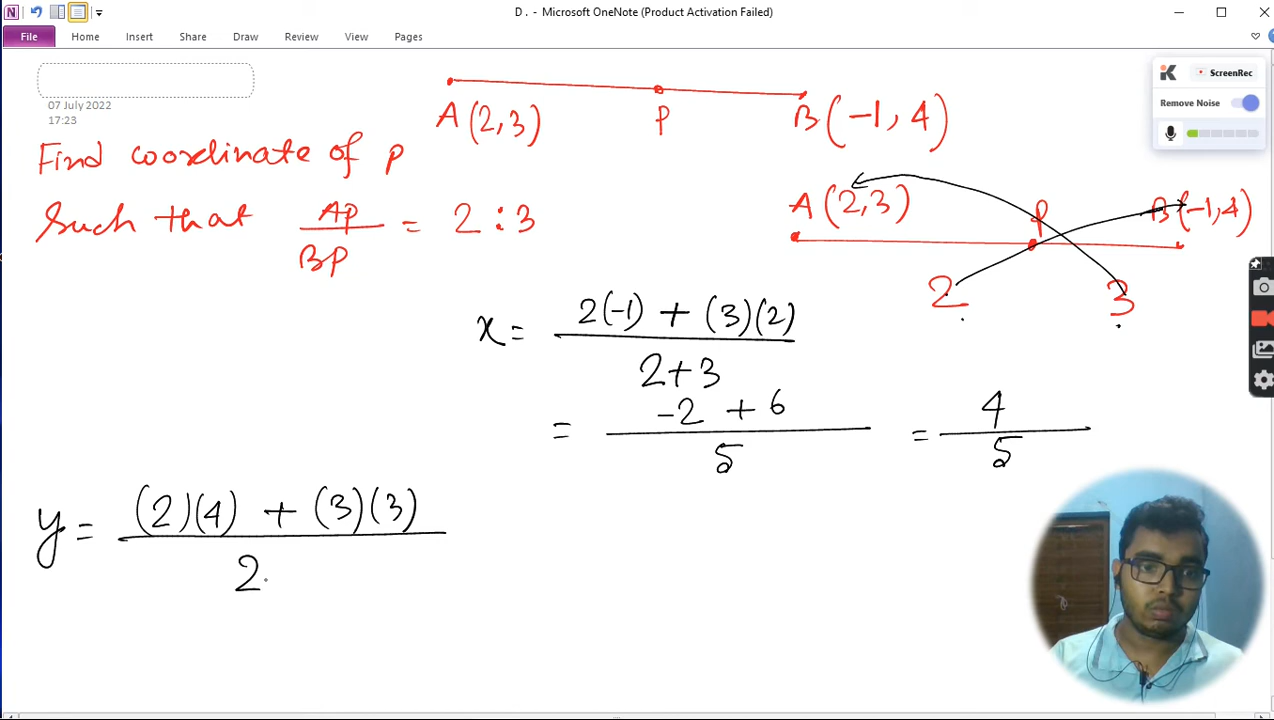 D . - Microsoft OneNote (Product Activation Failed)
File Home Insert Share Draw Review View Pages
ScreenRec
Remove Noise
07 July 2022
17:23
A(2,3) P B(-1,4)
Find coordinate of P
Such that AP/BP = 2:3
A(2,3) P B(-1,4)
2 3
x = 2(-1) + (3)(2)
2+3
= -2 + 6 / 5 = 4 / 5
y = (2)(4) + (3)(3)
2